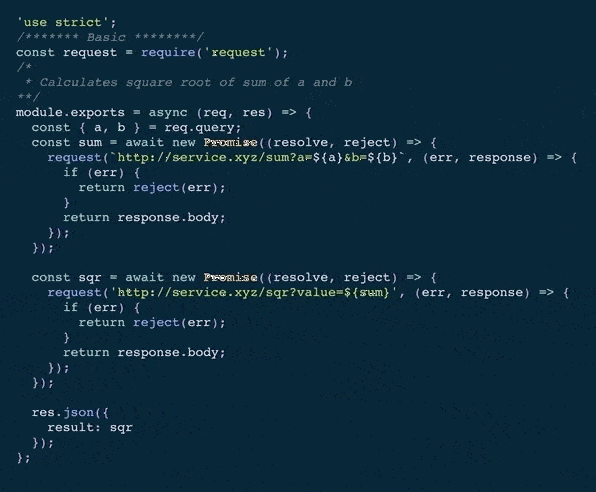 'use strict';
/******* Basic ********/
const request = require('request');
/*
 * Calculates square root of sum of a and b
**/
module.exports = async (req, res) => {
  const { a, b } = req.query;
  const sum = await new Promise((resolve, reject) => {
    request(`http://service.xyz/sum?a=${a}&b=${b}`, (err, response) => {
      if (err) {
        return reject(err);
      }
      return response.body;
    });
  });

  const sqr = await new Promise((resolve, reject) => {
    request('http://service.xyz/sqr?value=${sum}', (err, response) => {
      if (err) {
        return reject(err);
      }
      return response.body;
    });
  });

  res.json({
    result: sqr
  });
};